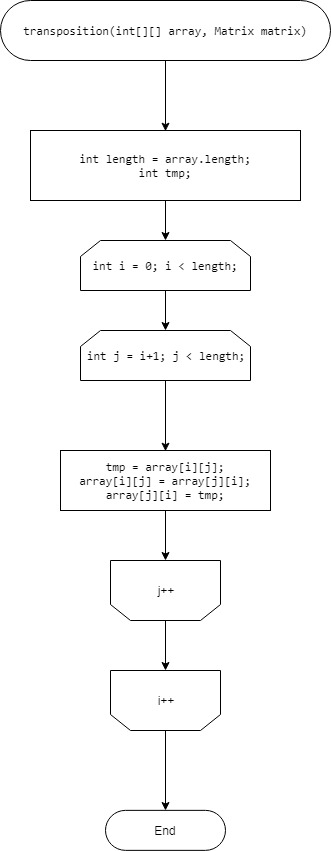 transposition(int[][] array, Matrix matrix)
int length = array.length;
int tmp;
int i = 0; i < length;
int j = i+1; j < length;
tmp = array[i][j];
array[i][j] = array[j][i];
array[j][i] = tmp;
j++
i++
End